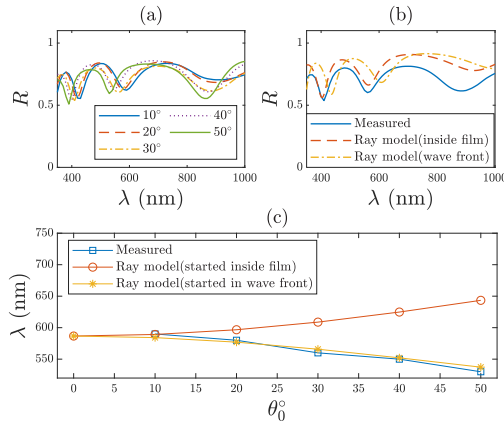 (a)
1
0.5
0
R
10°
20°
30°
40°
50°
400
600
800
1000
λ (nm)
(b)
1
0.5
0
R
Measured
Ray model(inside film)
Ray model(wave front)
400
600
800
1000
λ (nm)
(c)
750
700
650
600
550
λ (nm)
Measured
Ray model(started inside film)
Ray model(started in wave front)
0
5
10
15
20
25
30
35
40
45
50
θ₀°